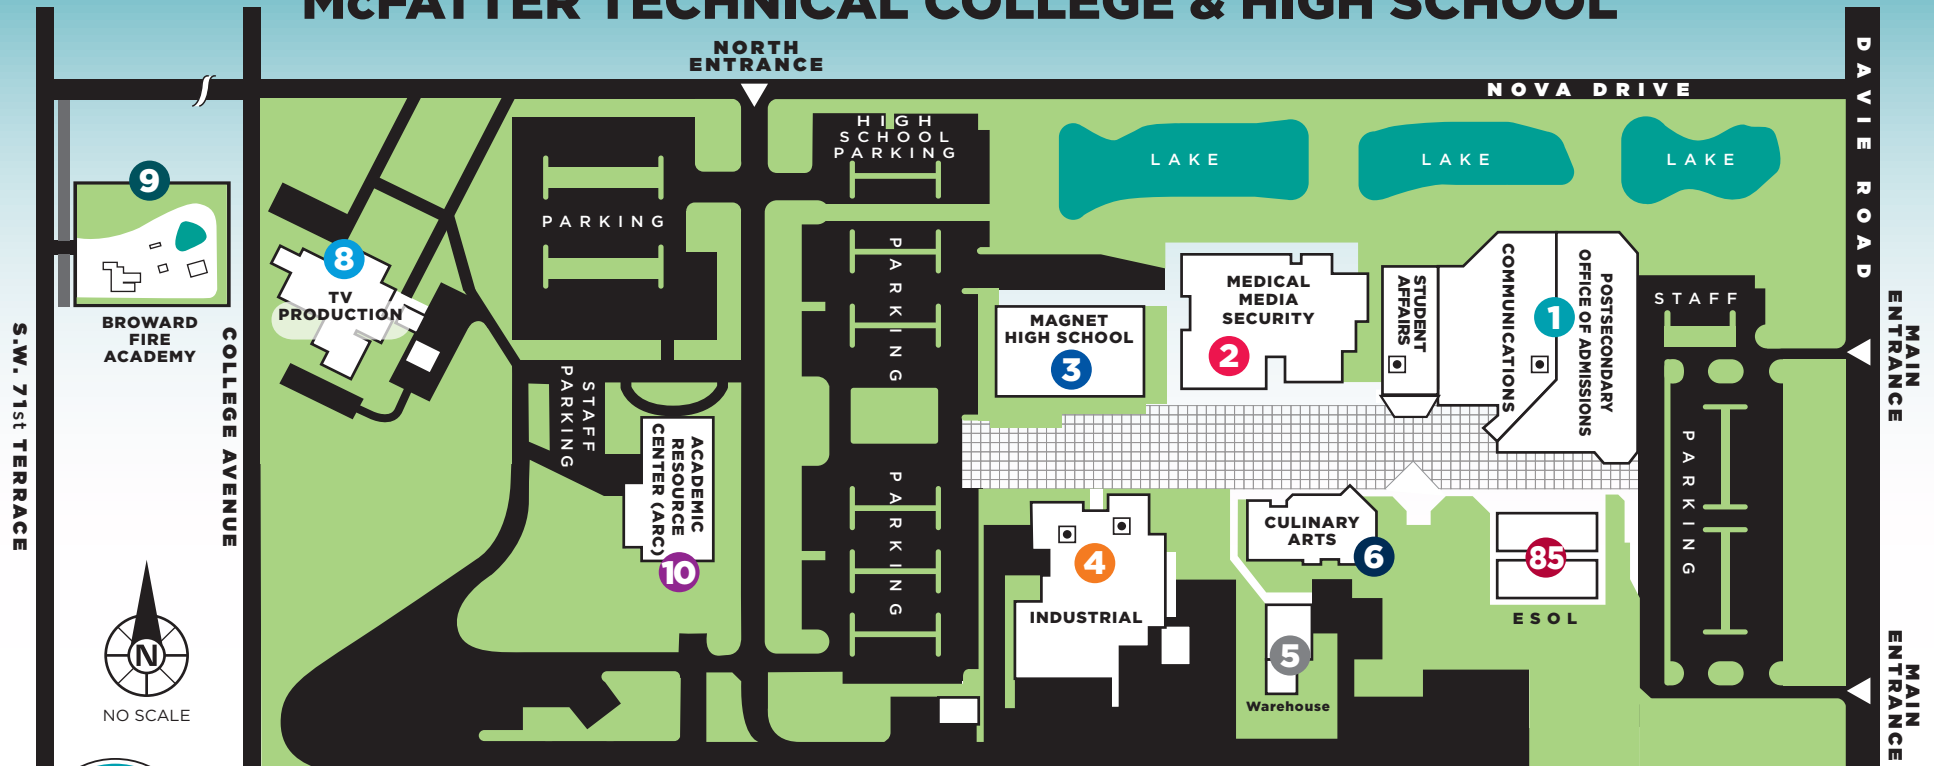 McFATTER TECHNICAL COLLEGE & HIGH SCHOOL
NORTH
ENTRANCE
NOVA DRIVE
DAVIE ROAD
HIGH
SCHOOL
PARKING
LAKE
LAKE
LAKE
9
BROWARD
FIRE
ACADEMY
S.W. 71st TERRACE
COLLEGE AVENUE
8
TV
PRODUCTION
PARKING
PARKING
PARKING
STAFF
PARKING
ACADEMIC
RESOURCE
CENTER (ARC)
10
MAGNET
HIGH SCHOOL
3
MEDICAL
MEDIA
SECURITY
2
STUDENT
AFFAIRS
COMMUNICATIONS
1
POSTSECONDARY
OFFICE OF ADMISSIONS
STAFF
PARKING
MAIN
ENTRANCE
4
INDUSTRIAL
CULINARY
ARTS
6
5
Warehouse
85
ESOL
MAIN
ENTRANCE
N
NO SCALE